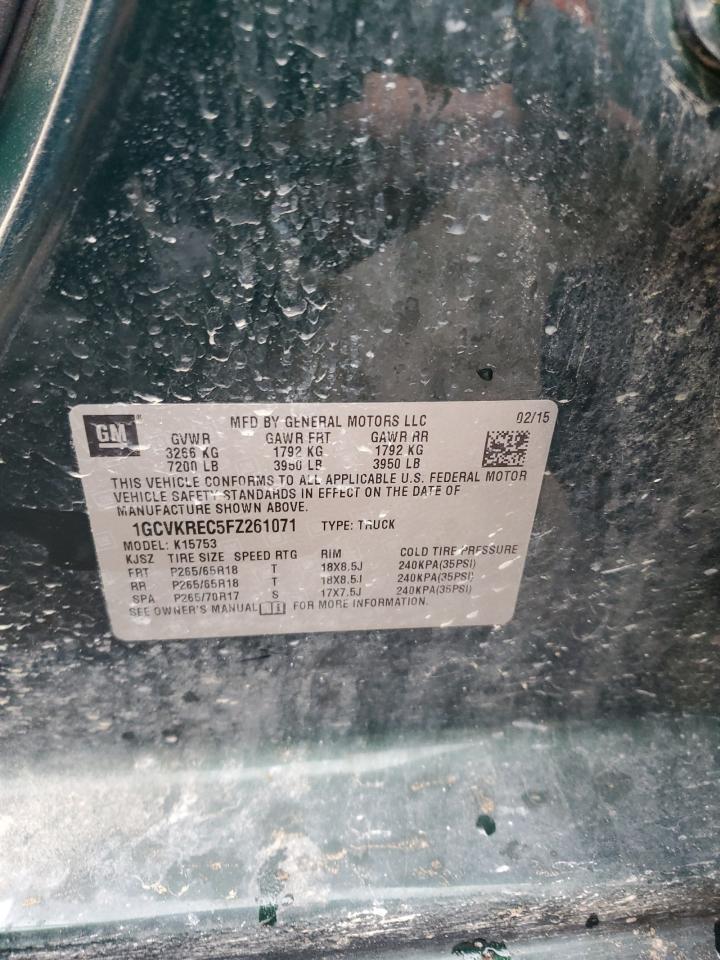 GM
MFD BY GENERAL MOTORS LLC 02/15
GVWR GAWR FRT GAWR RR
3266 KG 1792 KG 1792 KG
7200 LB 3950 LB 3950 LB
THIS VEHICLE CONFORMS TO ALL APPLICABLE U.S. FEDERAL MOTOR
VEHICLE SAFETY STANDARDS IN EFFECT ON THE DATE OF
MANUFACTURE SHOWN ABOVE.
1GCVKREC5FZ261071 TYPE: TRUCK
MODEL: K15753
KJSZ TIRE SIZE SPEED RTG RIM COLD TIRE PRESSURE
FRT P265/65R18 T 18X8.5J 240KPA(35PSI)
RR P265/65R18 T 18X8.5J 240KPA(35PSI)
SPA P265/70R17 S 17X7.5J 240KPA(35PSI)
SEE OWNER'S MANUAL FOR MORE INFORMATION.